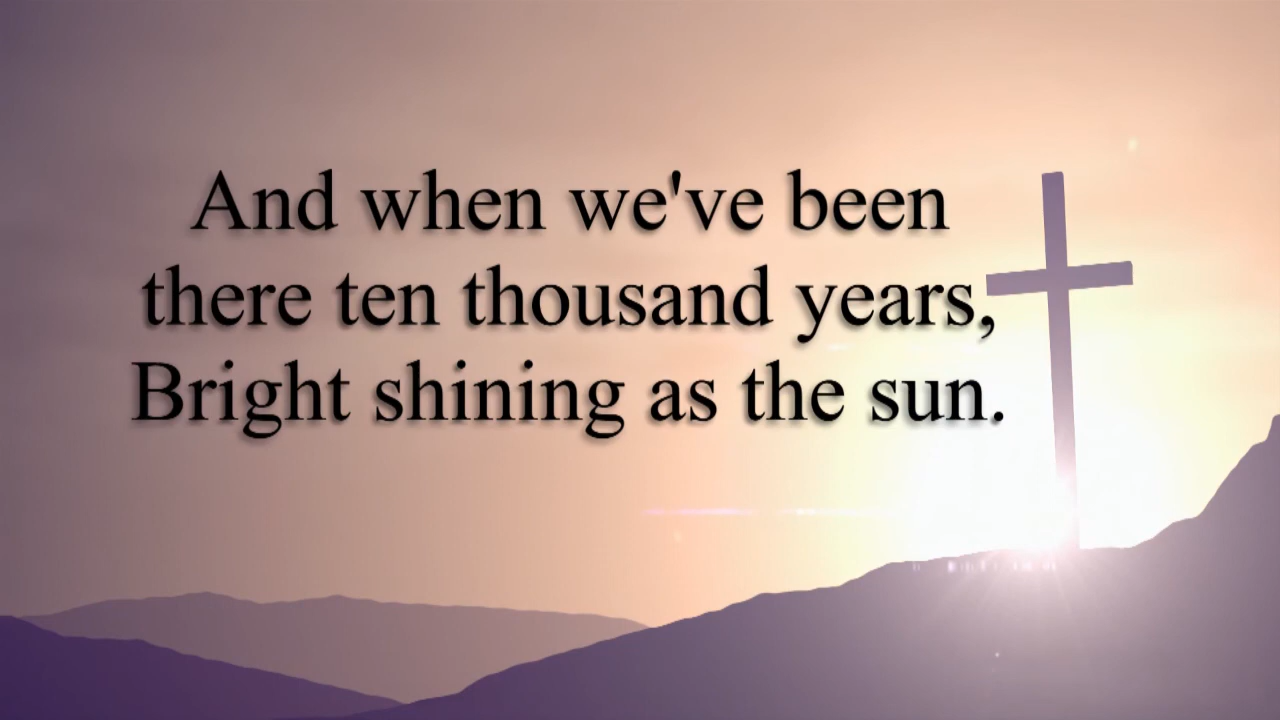 And when we've been
there ten thousand years,
Bright shining as the sun.